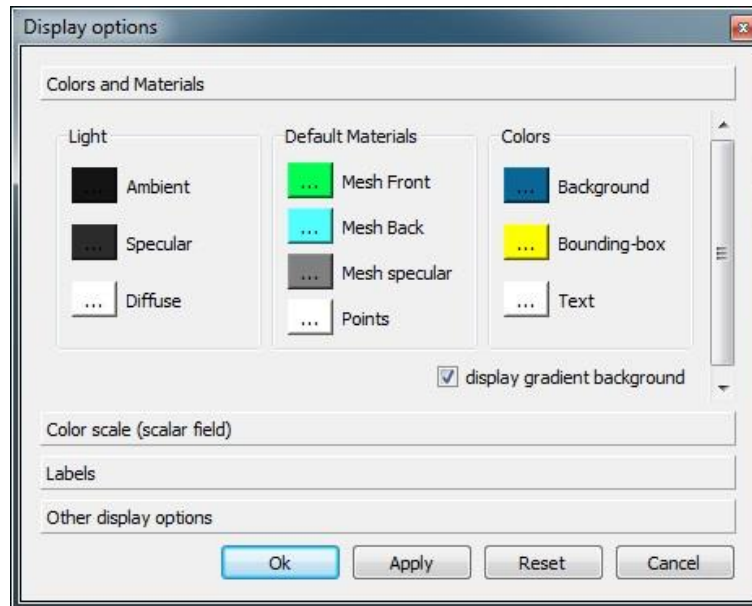 Display options
Colors and Materials
Light
... Ambient
... Specular
... Diffuse
Default Materials
... Mesh Front
... Mesh Back
... Mesh specular
... Points
Colors
... Background
... Bounding-box
... Text
display gradient background
Color scale (scalar field)
Labels
Other display options
Ok
Apply
Reset
Cancel